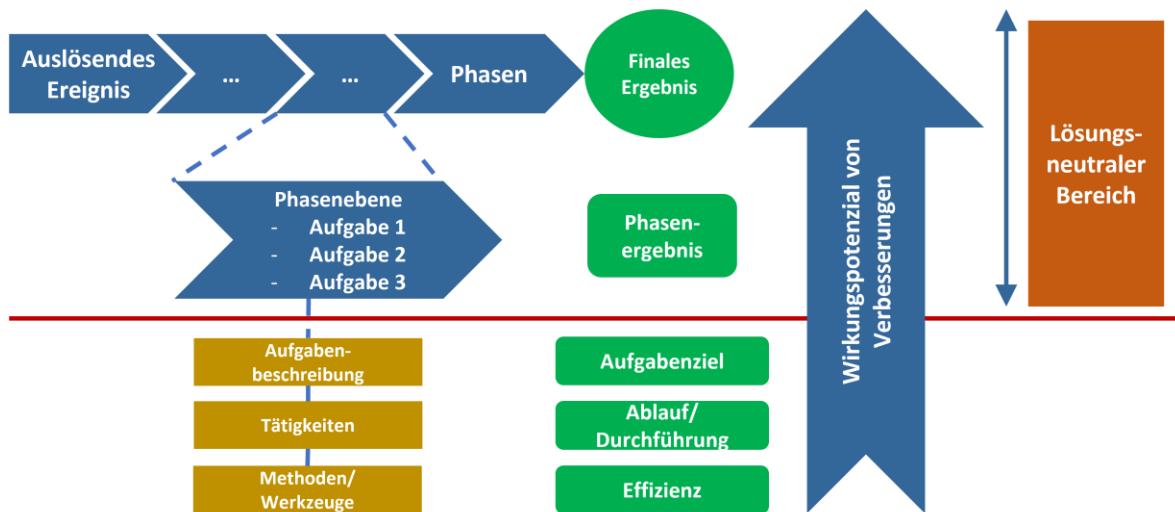 Auslösendes
Ereignis
...
...
Phasen
Finales
Ergebnis
Phasenebene
- Aufgabe 1
- Aufgabe 2
- Aufgabe 3
Phasen-
ergebnis
Wirkungspotenzial von
Verbesserungen
Lösungs-
neutraler
Bereich
Aufgaben-
beschreibung
Aufgabenziel
Tätigkeiten
Ablauf/
Durchführung
Methoden/
Werkzeuge
Effizienz